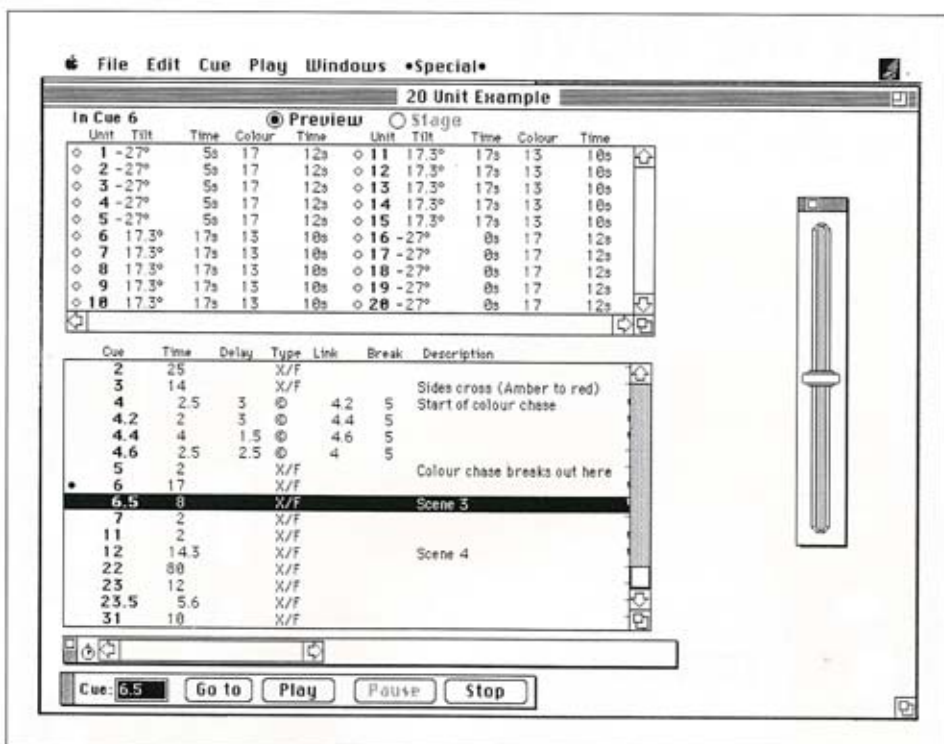 File Edit Cue Play Windows •Special•
20 Unit Example
In Cue 6 Preview Stage
Unit Tilt Time Colour Time Unit Tilt Time Colour Time
1 -27° 5s 17 12s 11 17.3° 17s 13 10s
2 -27° 5s 17 12s 12 17.3° 17s 13 10s
3 -27° 5s 17 12s 13 17.3° 17s 13 10s
4 -27° 5s 17 12s 14 17.3° 17s 13 10s
5 -27° 5s 17 12s 15 17.3° 17s 13 10s
6 17.3° 17s 13 10s 16 -27° 0s 17 12s
7 17.3° 17s 13 10s 17 -27° 0s 17 12s
8 17.3° 17s 13 10s 18 -27° 0s 17 12s
9 17.3° 17s 13 10s 19 -27° 0s 17 12s
10 17.3° 17s 13 10s 20 -27° 0s 17 12s
Cue Time Delay Type Link Break Description
2 25 X/F
3 14 X/F Sides cross (Amber to red)
4 2.5 3 © 4.2 5 Start of colour chase
4.2 2 3 © 4.4 5
4.4 4 1.5 © 4.6 5
4.6 2.5 2.5 © 4 5
5 2 X/F Colour chase breaks out here
• 6 17 X/F
6.5 8 X/F Scene 3
7 2 X/F
11 2 X/F
12 14.3 X/F Scene 4
22 80 X/F
23 12 X/F
23.5 5.6 X/F
31 10 X/F
Cue: 6.5 Go to Play Pause Stop